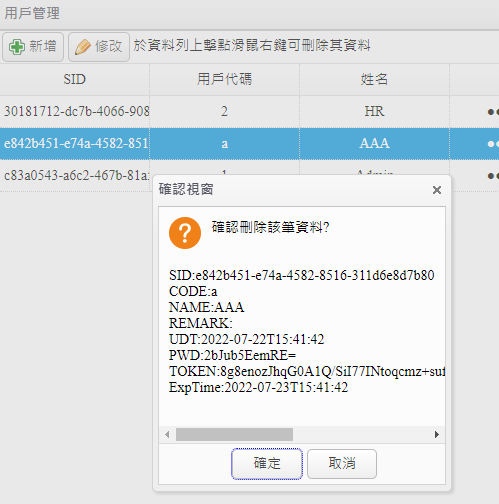 用戶管理
新增 修改 於資料列上擊點滑鼠右鍵可刪除其資料
SID 用戶代碼 姓名
30181712-dc7b-4066-908 2 HR
e842b451-e74a-4582-851 a AAA
c83a0543-a6c2-467b-81a 1 Admin
確認視窗
確認刪除該筆資料?
SID:e842b451-e74a-4582-8516-311d6e8d7b80
CODE:a
NAME:AAA
REMARK:
UDT:2022-07-22T15:41:42
PWD:2bJub5EemRE=
TOKEN:8g8enozJhqG0A1Q/SiI77INtoqcmz+suf
ExpTime:2022-07-23T15:41:42
確定 取消